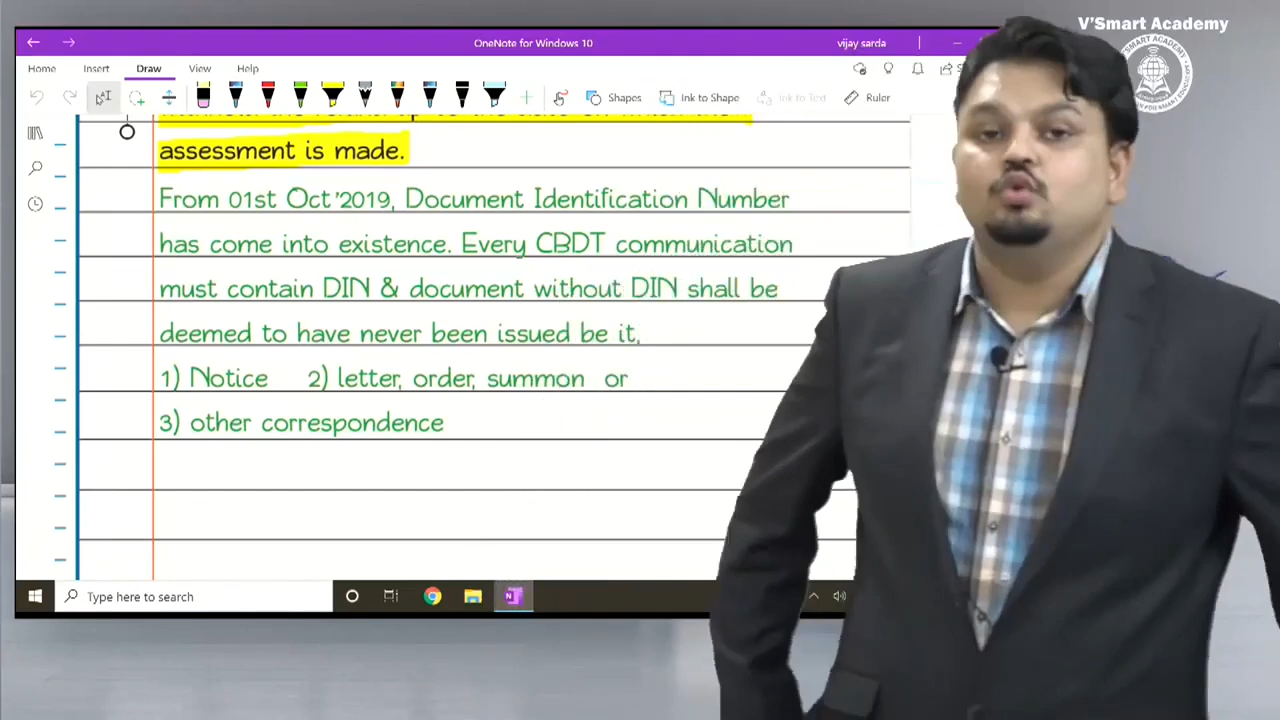 V'Smart Academy
OneNote for Windows 10
vijay sarda
Home Insert Draw View Help
Shapes Ink to Shape Ink to Text Ruler
assessment is made.
From 01st Oct'2019, Document Identification Number
has come into existence. Every CBDT communication
must contain DIN & document without DIN shall be
deemed to have never been issued be it,
1) Notice 2) letter, order, summon or
3) other correspondence
Type here to search